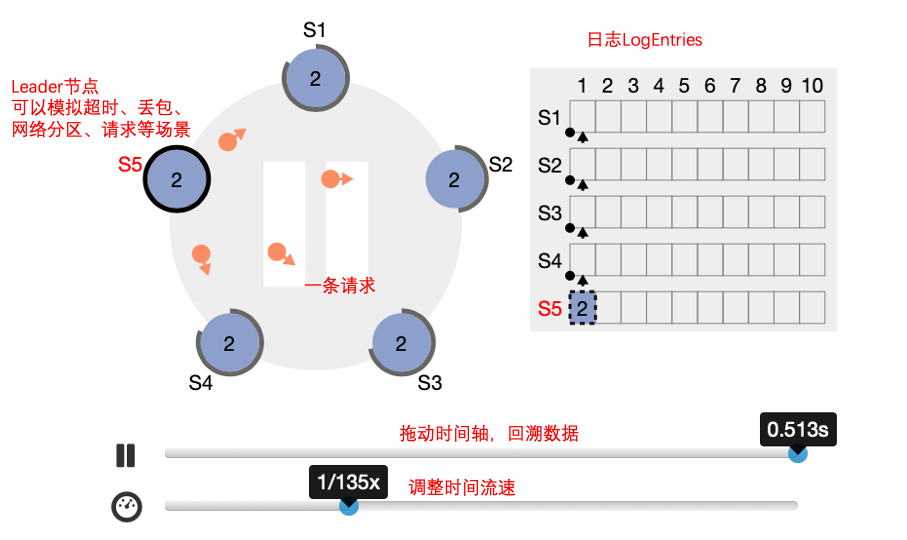 S1
日志LogEntries
Leader节点
可以模拟超时、丢包、
网络分区、请求等场景
S5
2
2
2
S2
一条请求
2
S4
2
S3
1 2 3 4 5 6 7 8 9 10
S1
S2
S3
S4
S5 2
拖动时间轴，回溯数据
0.513s
1/135x
调整时间流速